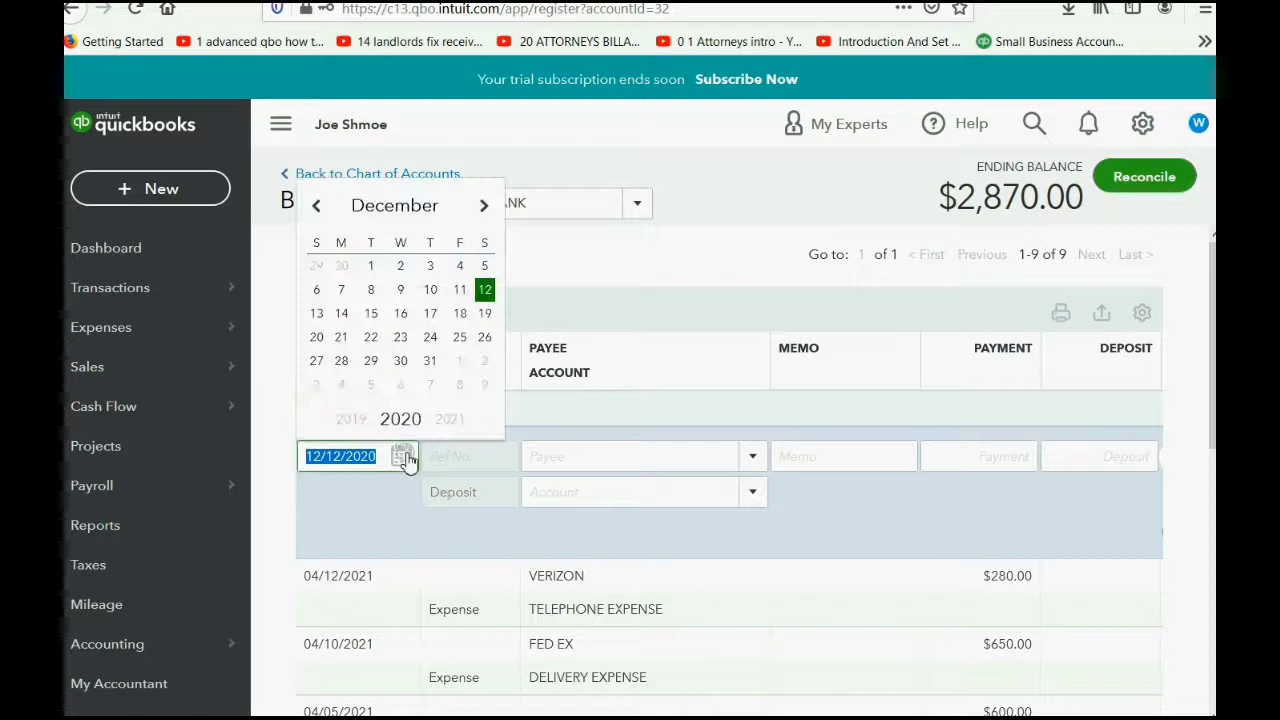 https://c13.qbo.intuit.com/app/register?accountId=32
Getting Started
1 advanced qbo how t...
14 landlords fix receiv...
20 ATTORNEYS BILLA...
0 1 Attorneys intro - Y...
Introduction And Set ...
Small Business Accoun...
Your trial subscription ends soon Subscribe Now
qb intuit quickbooks
Joe Shmoe
My Experts
Help
W
+ New
Back to Chart of Accounts
B
ANK
ENDING BALANCE
$2,870.00
Reconcile
Go to: 1 of 1 < First Previous 1-9 of 9 Next Last >
December
S M T W T F S
29 30 1 2 3 4 5
6 7 8 9 10 11 12
13 14 15 16 17 18 19
20 21 22 23 24 25 26
27 28 29 30 31 1 2
3 4 5 6 7 8 9
2019 2020 2021
PAYEE MEMO PAYMENT DEPOSIT
ACCOUNT
12/12/2020 Ref No. Payee Memo Payment Deposit
Deposit Account
04/12/2021 VERIZON $280.00
Expense TELEPHONE EXPENSE
04/10/2021 FED EX $650.00
Expense DELIVERY EXPENSE
04/05/2021 $600.00
Dashboard
Transactions
Expenses
Sales
Cash Flow
Projects
Payroll
Reports
Taxes
Mileage
Accounting
My Accountant